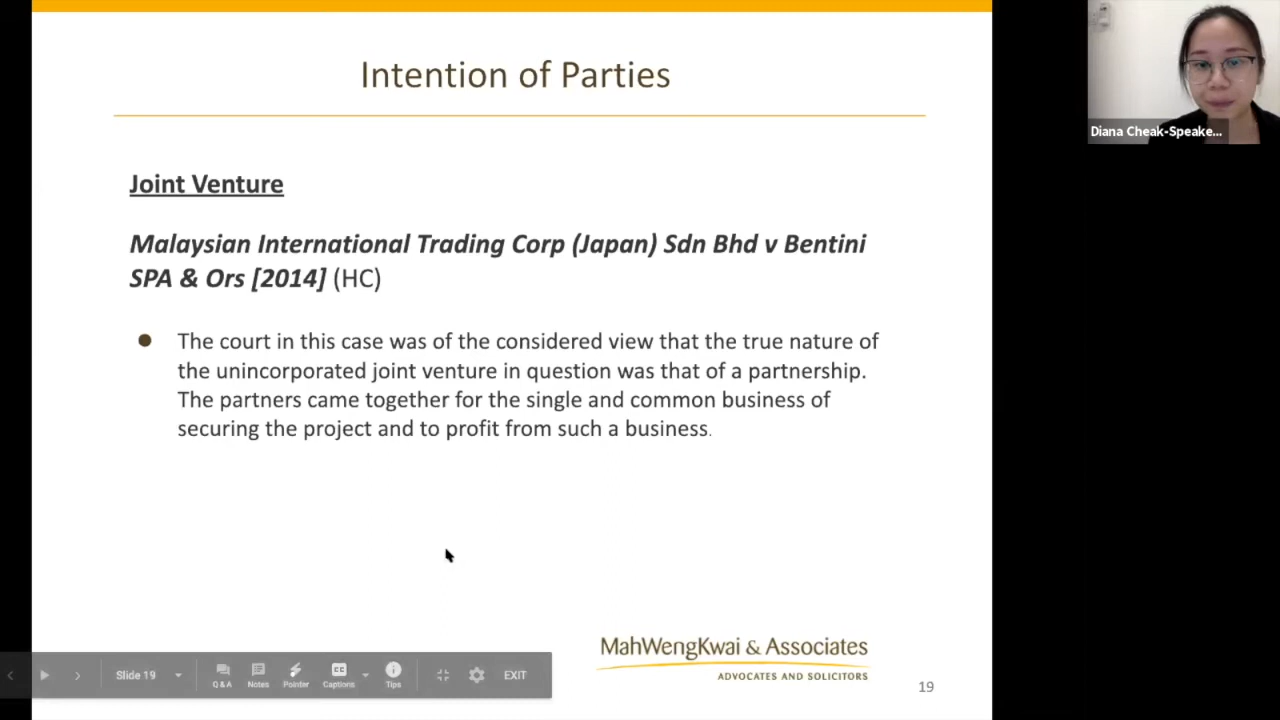 Intention of Parties
Diana Cheak-Speake...
Joint Venture
Malaysian International Trading Corp (Japan) Sdn Bhd v Bentini
SPA & Ors [2014] (HC)
The court in this case was of the considered view that the true nature of
the unincorporated joint venture in question was that of a partnership.
The partners came together for the single and common business of
securing the project and to profit from such a business.
MahWengKwai & Associates
ADVOCATES AND SOLICITORS
19
Slide 19
Q&A
Notes
Pointer
CC
Captions
Tips
EXIT